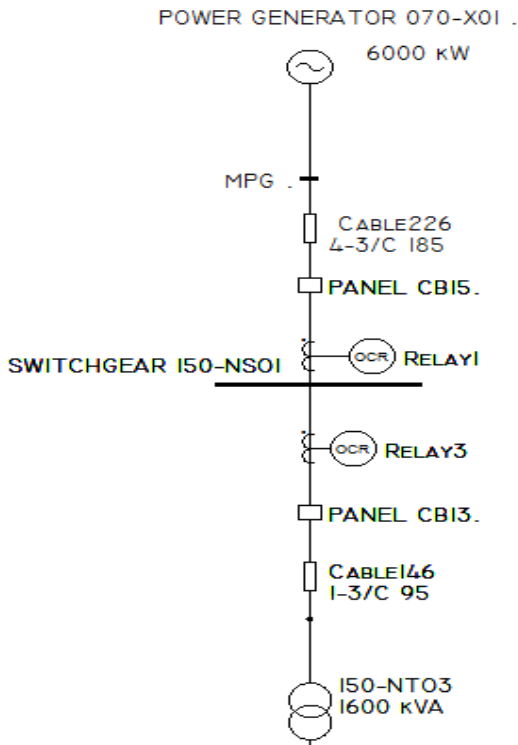 POWER GENERATOR 070-X01 .
6000 KW
MPG .
CABLE226
4-3/C 185
PANEL CB15.
OCR RELAY1
SWITCHGEAR 150-NS01
OCR RELAY3
PANEL CB13.
CABLE146
1-3/C 95
150-NT03
1600 KVA